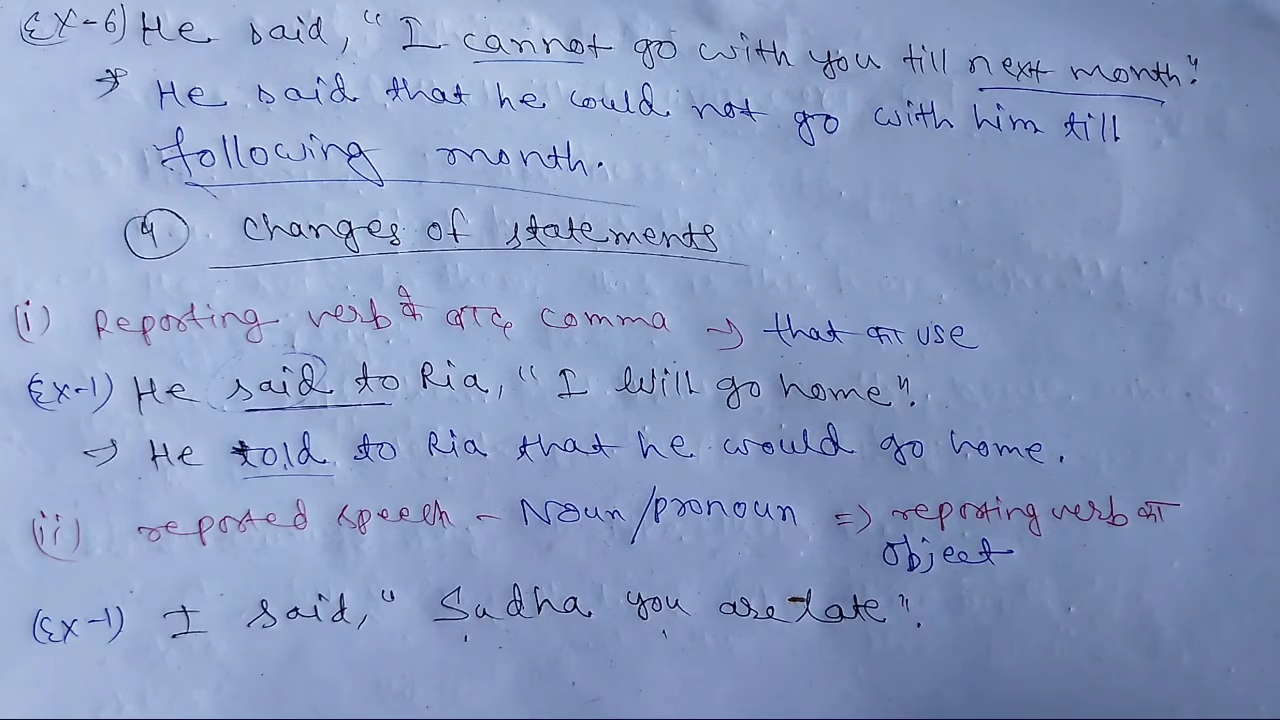 Ex-6) He said, "I cannot go with you till next month".
→ He said that he could not go with him till
following month.
(4) Changes of statements
(i) Reporting verb के बाद comma → that का use
Ex-1) He said to Ria, "I will go home".
→ He told to Ria that he would go home.
(ii) reported speech - Noun/pronoun => reporting verb का
object
(Ex-1) I said, "Sudha you are late".